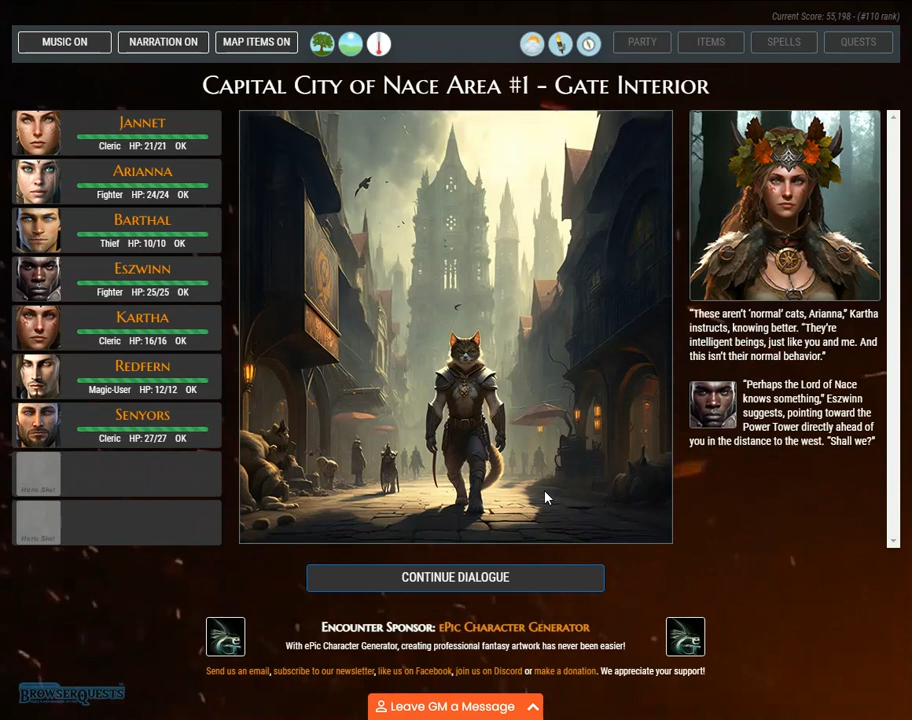 Current Score: 55,198 - (#110 rank)
MUSIC ON
NARRATION ON
MAP ITEMS ON
PARTY
ITEMS
SPELLS
QUESTS
Capital City of Nace Area #1 - Gate Interior
Jannet
Cleric HP: 21/21 OK
Arianna
Fighter HP: 24/24 OK
Barthal
Thief HP: 10/10 OK
Eszwinn
Fighter HP: 25/25 OK
Kartha
Cleric HP: 16/16 OK
Redfern
Magic-User HP: 12/12 OK
Senyors
Cleric HP: 27/27 OK
"These aren't 'normal' cats, Arianna," Kartha
instructs, knowing better. "They're
intelligent beings, just like you and me. And
this isn't their normal behavior."
"Perhaps the Lord of Nace
knows something," Eszwinn
suggests, pointing toward the
Power Tower directly ahead of
you in the distance to the west. "Shall we?"
CONTINUE DIALOGUE
Encounter Sponsor: ePic Character Generator
With ePic Character Generator, creating professional fantasy artwork has never been easier!
Send us an email, subscribe to our newsletter, like us on Facebook, join us on Discord or make a donation. We appreciate your support!
BrowserQuests
Leave GM a Message